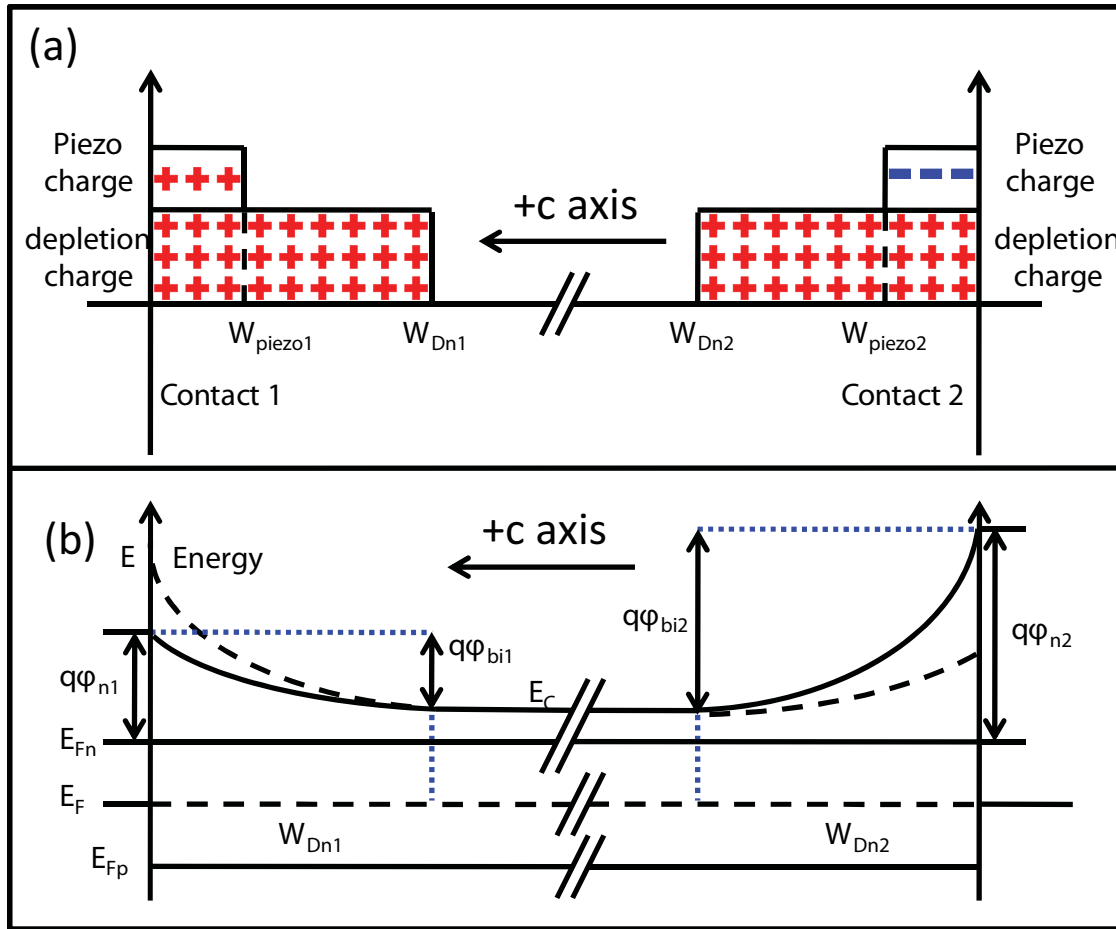 (a)
Piezo
charge
depletion
charge
+c axis
Piezo
charge
depletion
charge
W_piezo1
W_Dn1
W_Dn2
W_piezo2
Contact 1
Contact 2
(b)
E
Energy
+c axis
qφ_n1
qφ_bi1
E_C
qφ_bi2
qφ_n2
E_Fn
E_F
W_Dn1
W_Dn2
E_Fp